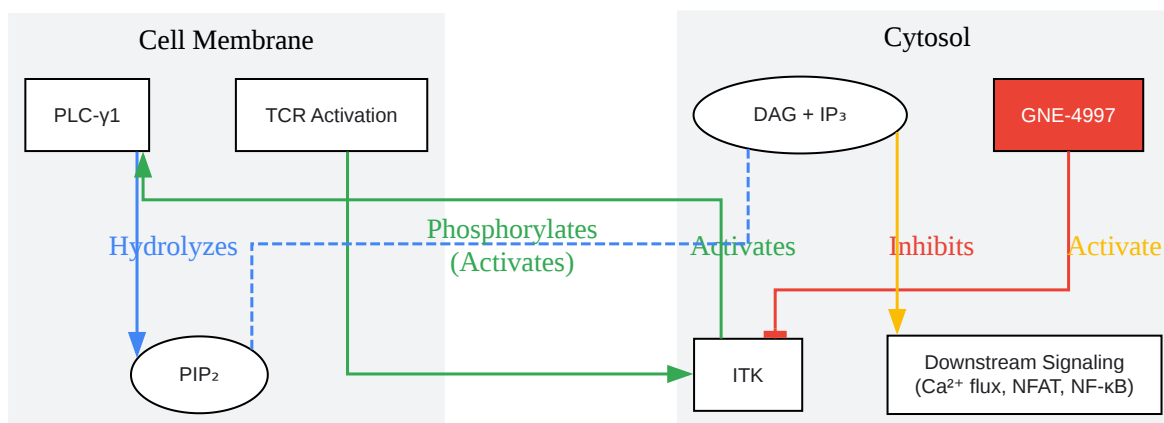 Cell Membrane
Cytosol
PLC-γ1
TCR Activation
DAG + IP₃
GNE-4997
Hydrolyzes
Phosphorylates
(Activates)
Activates
Inhibits
Activate
PIP₂
ITK
Downstream Signaling
(Ca²⁺ flux, NFAT, NF-κB)